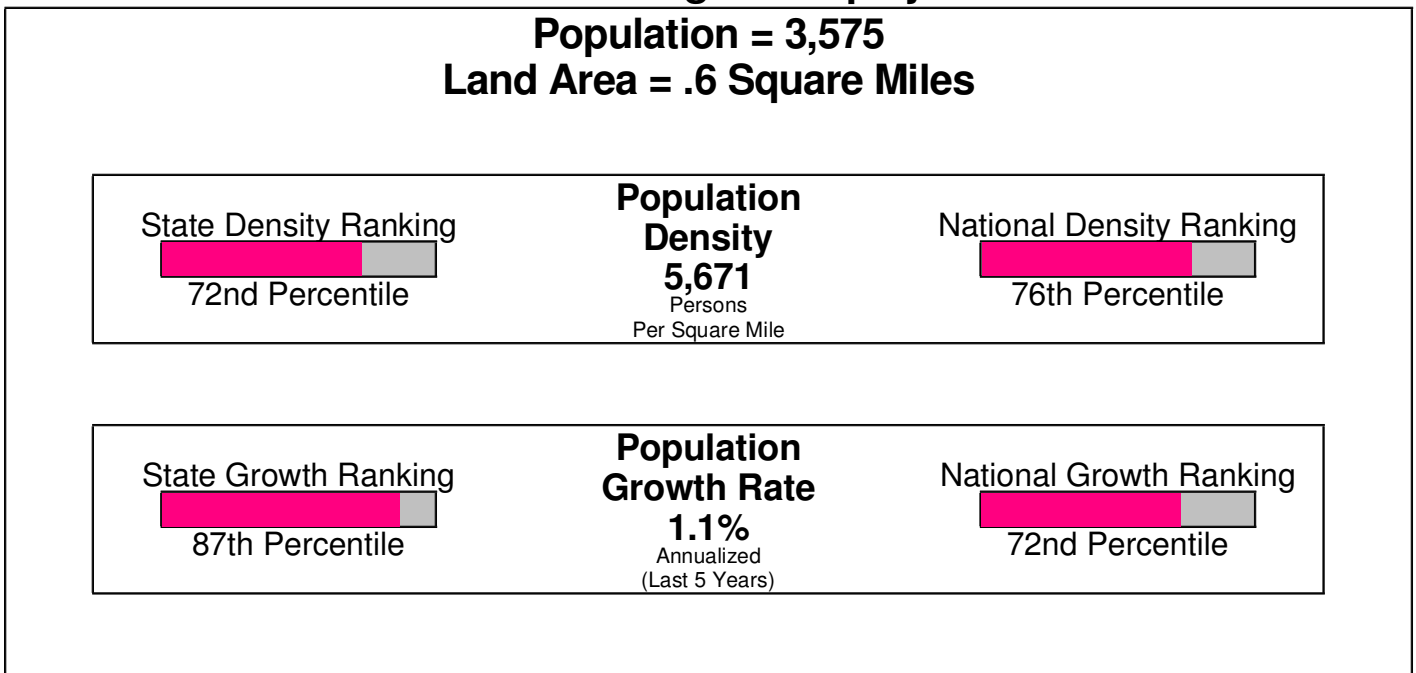 Population = 3,575
Land Area = .6 Square Miles
State Density Ranking
72nd Percentile
Population
Density
5,671
Persons
Per Square Mile
National Density Ranking
76th Percentile
State Growth Ranking
87th Percentile
Population
Growth Rate
1.1%
Annualized
(Last 5 Years)
National Growth Ranking
72nd Percentile